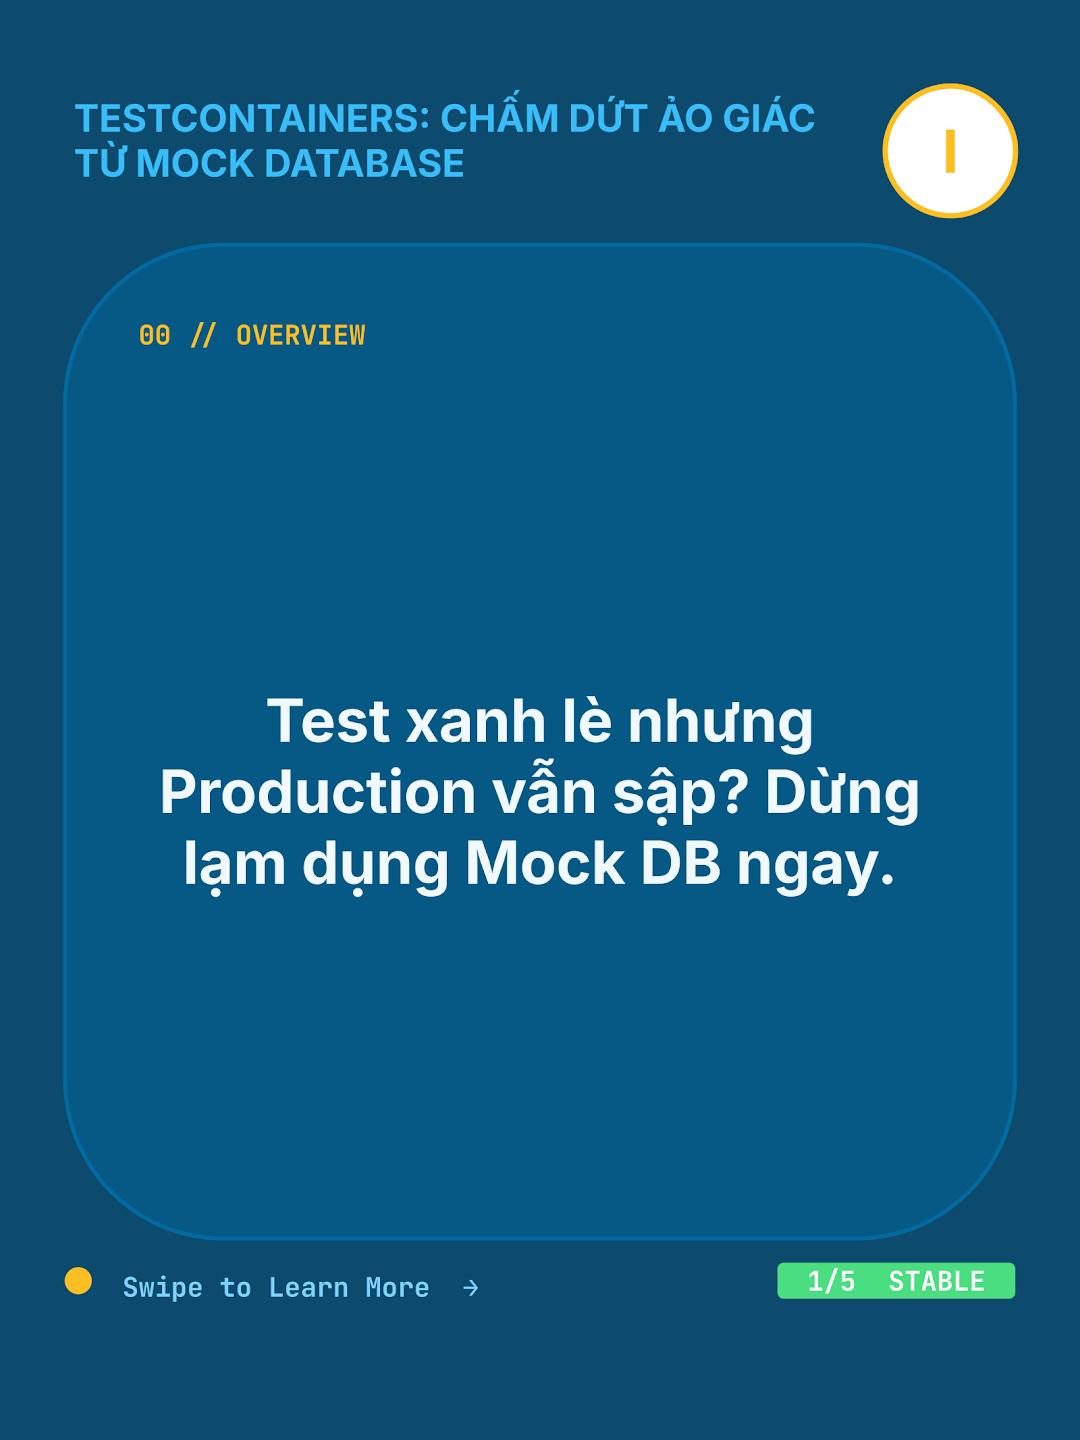 TESTCONTAINERS: CHẤM DỨT ẢO GIÁC
TỪ MOCK DATABASE
I
00 // OVERVIEW
Test xanh lè nhưng
Production vẫn sập? Dừng
lạm dụng Mock DB ngay.
Swipe to Learn More →
1/5 STABLE